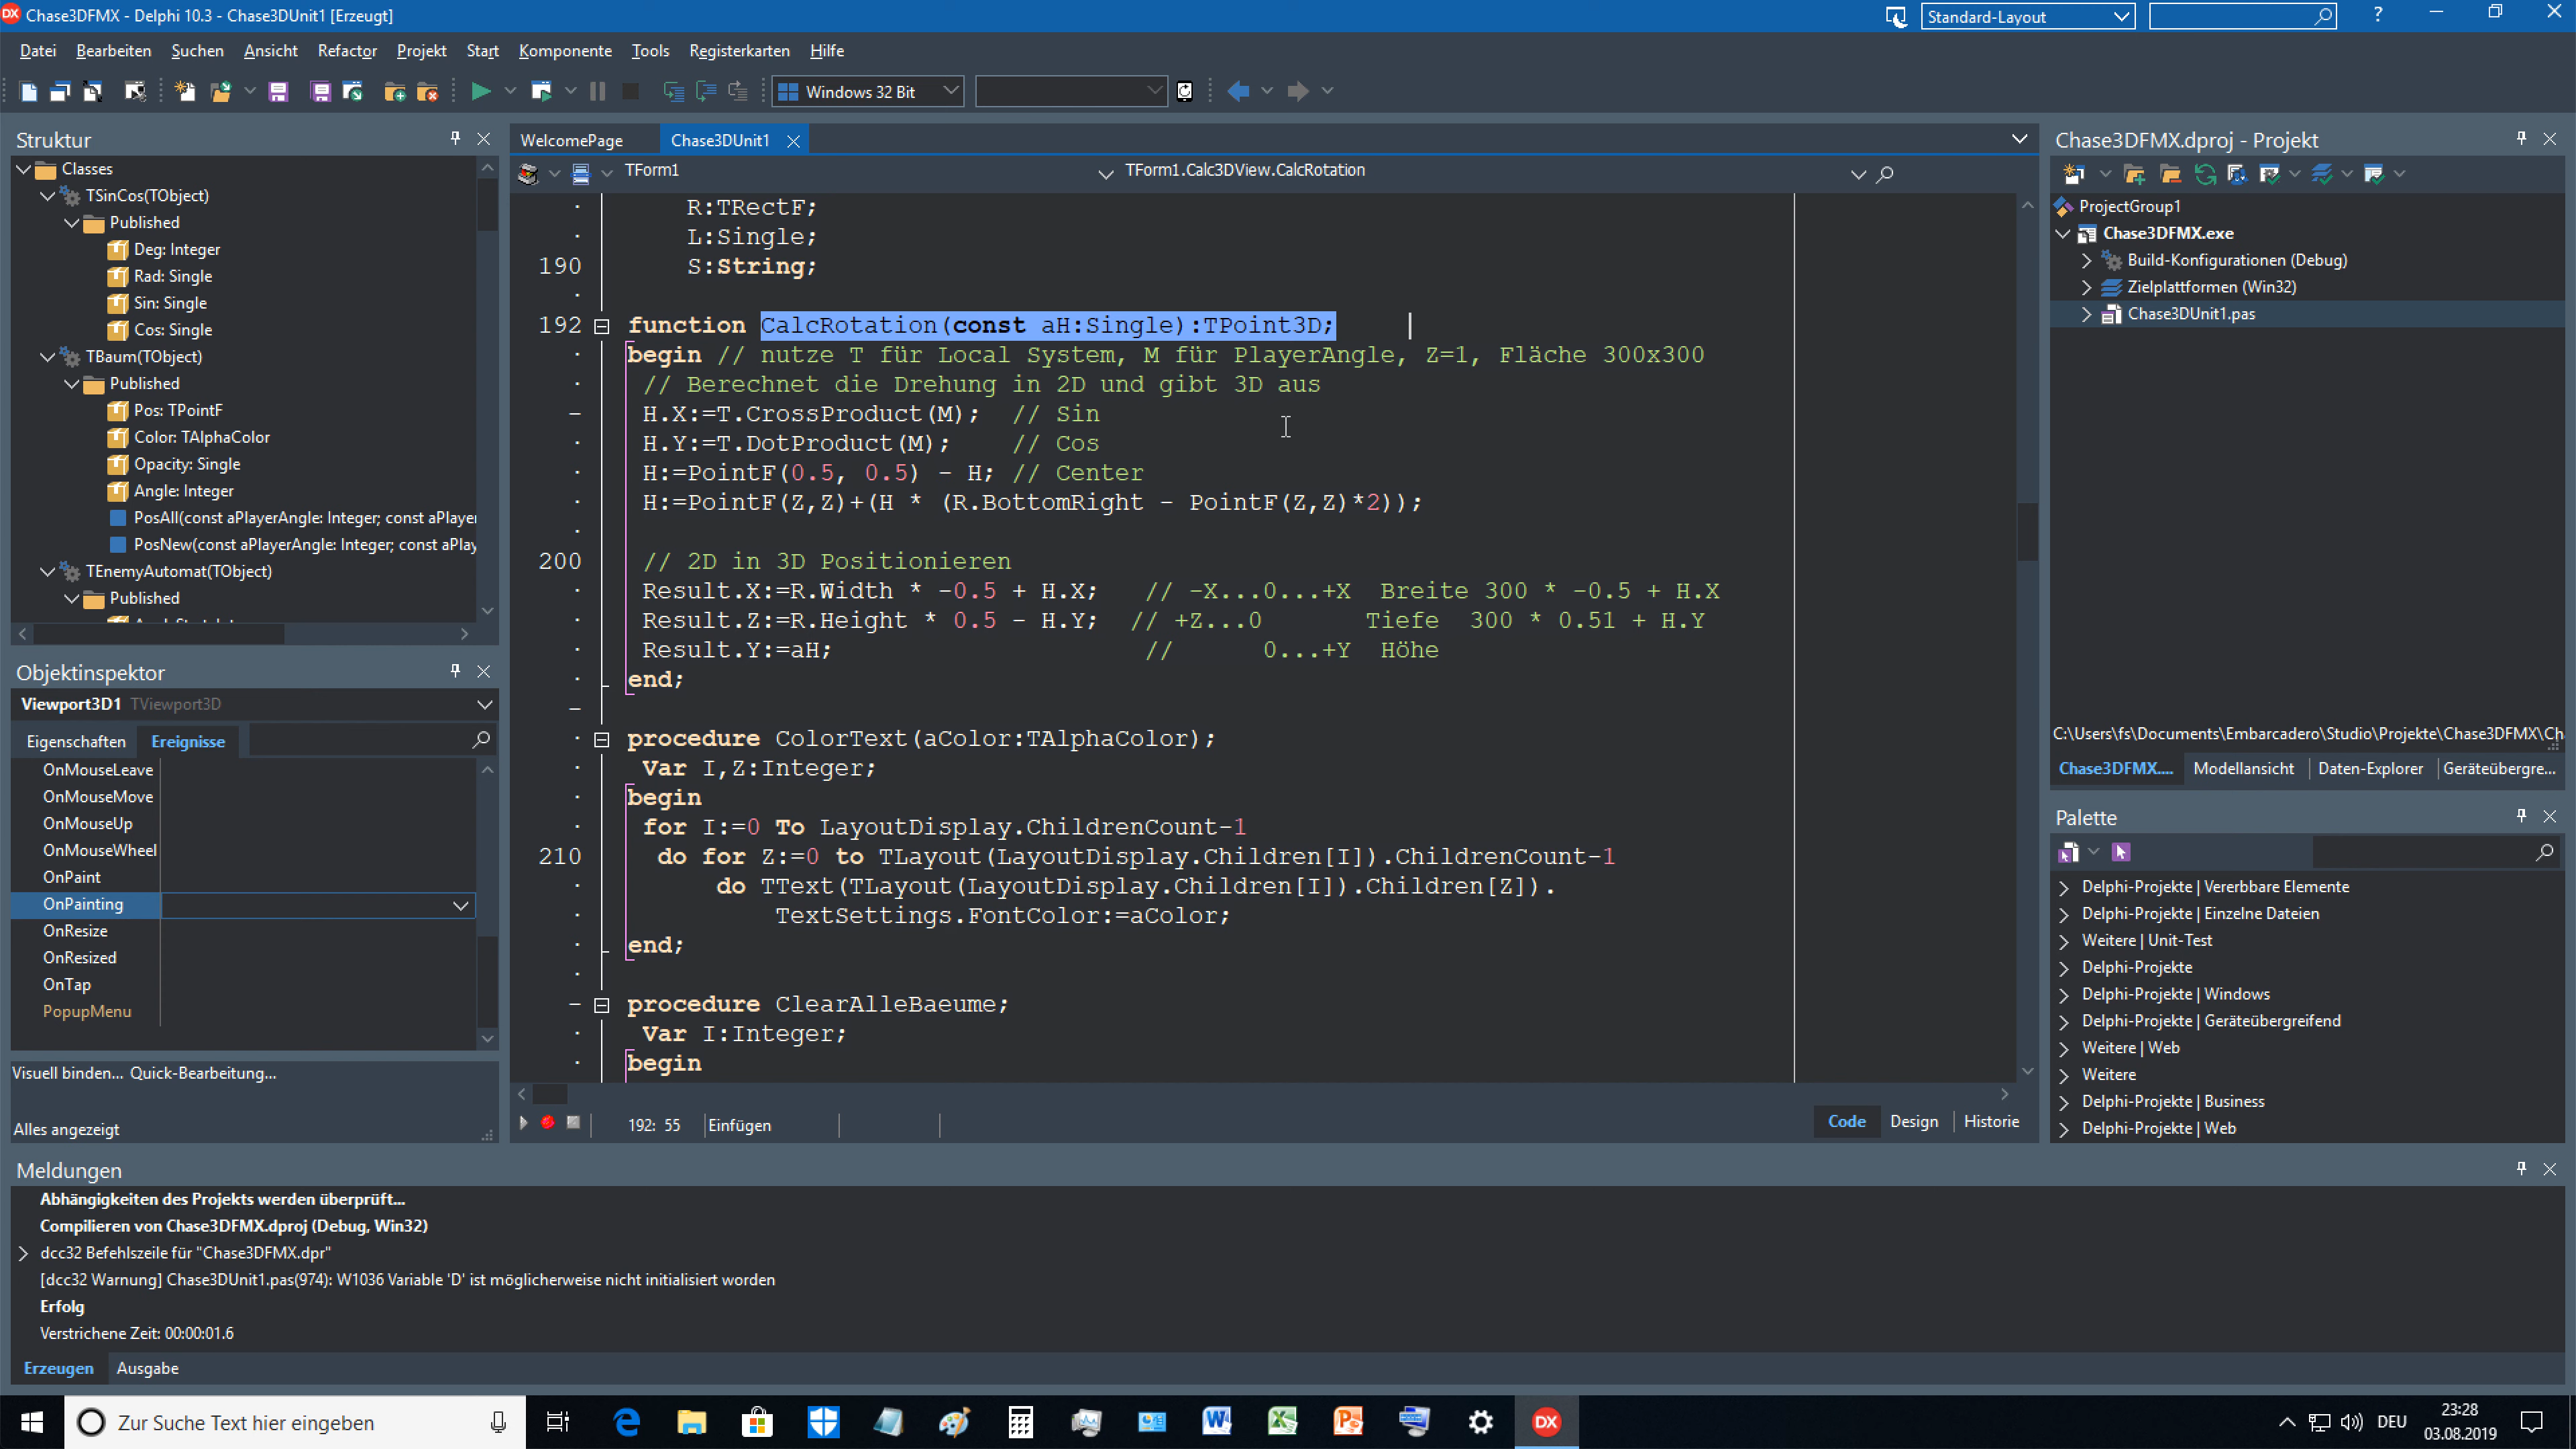 Chase3DFMX - Delphi 10.3 - Chase3DUnit1 [Erzeugt]
Standard-Layout
?
Datei Bearbeiten Suchen Ansicht Refactor Projekt Start Komponente Tools Registerkarten Hilfe
Windows 32 Bit
Struktur
Classes
TSinCos(TObject)
Published
Deg: Integer
Rad: Single
Sin: Single
Cos: Single
TBaum(TObject)
Published
Pos: TPointF
Color: TAlphaColor
Opacity: Single
Angle: Integer
PosAll(const aPlayerAngle: Integer; const aPlayer
PosNew(const aPlayerAngle: Integer; const aPlay
TEnemyAutomat(TObject)
Published
Objektinspektor
Viewport3D1 TViewport3D
Eigenschaften Ereignisse
OnMouseLeave
OnMouseMove
OnMouseUp
OnMouseWheel
OnPaint
OnPainting
OnResize
OnResized
OnTap
PopupMenu
Visuell binden... Quick-Bearbeitung...
Alles angezeigt
WelcomePage Chase3DUnit1
TForm1 TForm1.Calc3DView.CalcRotation
R:TRectF;
L:Single;
190 S:String;
192 function CalcRotation(const aH:Single):TPoint3D;
begin // nutze T für Local System, M für PlayerAngle, Z=1, Fläche 300x300
// Berechnet die Drehung in 2D und gibt 3D aus
H.X:=T.CrossProduct(M); // Sin
H.Y:=T.DotProduct(M); // Cos
H:=PointF(0.5, 0.5) - H; // Center
H:=PointF(Z,Z)+(H * (R.BottomRight - PointF(Z,Z)*2));
200 // 2D in 3D Positionieren
Result.X:=R.Width * -0.5 + H.X; // -X...0...+X Breite 300 * -0.5 + H.X
Result.Z:=R.Height * 0.5 - H.Y; // +Z...0 Tiefe 300 * 0.51 + H.Y
Result.Y:=aH; // 0...+Y Höhe
end;
procedure ColorText(aColor:TAlphaColor);
Var I,Z:Integer;
begin
for I:=0 To LayoutDisplay.ChildrenCount-1
210 do for Z:=0 to TLayout(LayoutDisplay.Children[I]).ChildrenCount-1
do TText(TLayout(LayoutDisplay.Children[I]).Children[Z]).
TextSettings.FontColor:=aColor;
end;
procedure ClearAlleBaeume;
Var I:Integer;
begin
192: 55 Einfügen
Code Design Historie
Chase3DFMX.dproj - Projekt
ProjectGroup1
Chase3DFMX.exe
Build-Konfigurationen (Debug)
Zielplattformen (Win32)
Chase3DUnit1.pas
C:\Users\fs\Documents\Embarcadero\Studio\Projekte\Chase3DFMX\Ch
Chase3DFMX.... Modellansicht Daten-Explorer Geräteübergre...
Palette
Delphi-Projekte | Vererbbare Elemente
Delphi-Projekte | Einzelne Dateien
Weitere | Unit-Test
Delphi-Projekte
Delphi-Projekte | Windows
Delphi-Projekte | Geräteübergreifend
Weitere | Web
Weitere
Delphi-Projekte | Business
Delphi-Projekte | Web
Meldungen
Abhängigkeiten des Projekts werden überprüft...
Compilieren von Chase3DFMX.dproj (Debug, Win32)
dcc32 Befehlszeile für "Chase3DFMX.dpr"
[dcc32 Warnung] Chase3DUnit1.pas(974): W1036 Variable 'D' ist möglicherweise nicht initialisiert worden
Erfolg
Verstrichene Zeit: 00:00:01.6
Erzeugen Ausgabe
Zur Suche Text hier eingeben
DX
DEU
23:28
03.08.2019